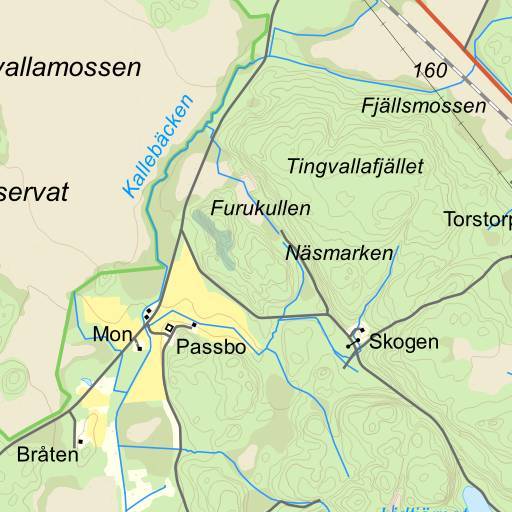 vallamossen
160
Fjällsmossen
Kallebäcken
Tingvallafjället
servat
Furukullen
Torstorp
Näsmarken
Mon
Passbo
Skogen
Bråten